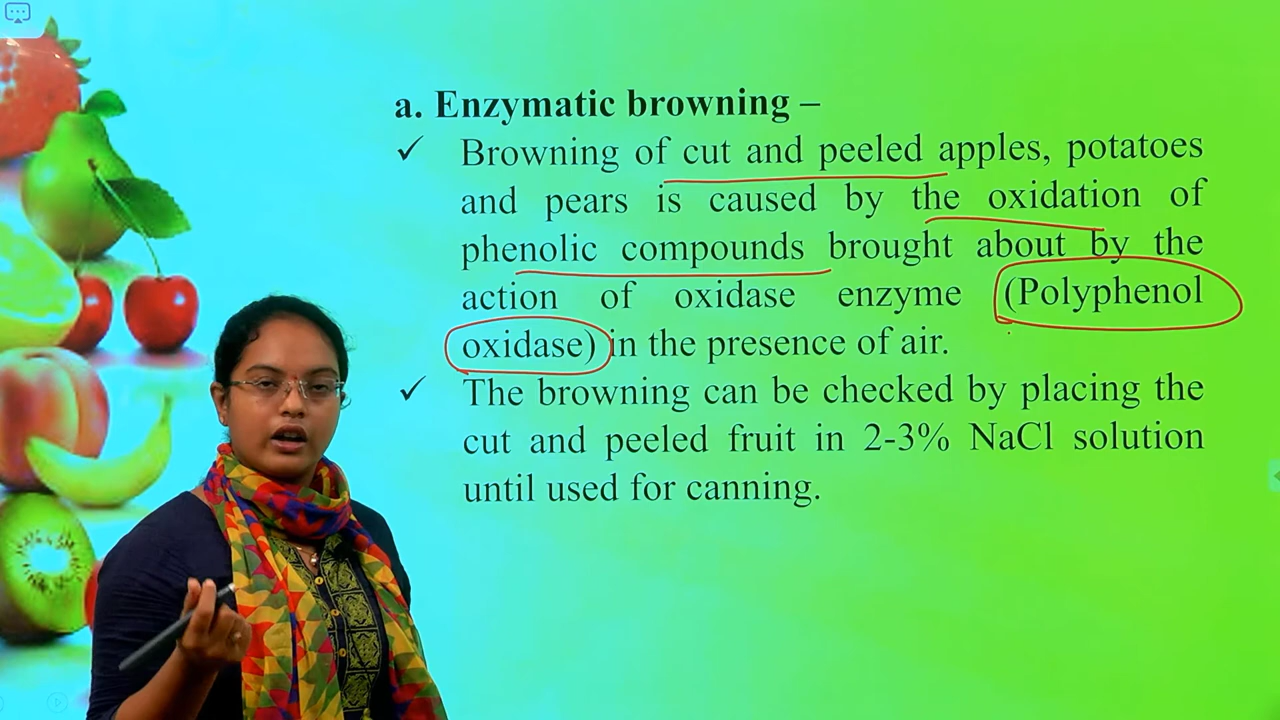 a. Enzymatic browning –
✓ Browning of cut and peeled apples, potatoes
and pears is caused by the oxidation of
phenolic compounds brought about by the
action of oxidase enzyme (Polyphenol
oxidase) in the presence of air.
✓ The browning can be checked by placing the
cut and peeled fruit in 2-3% NaCl solution
until used for canning.